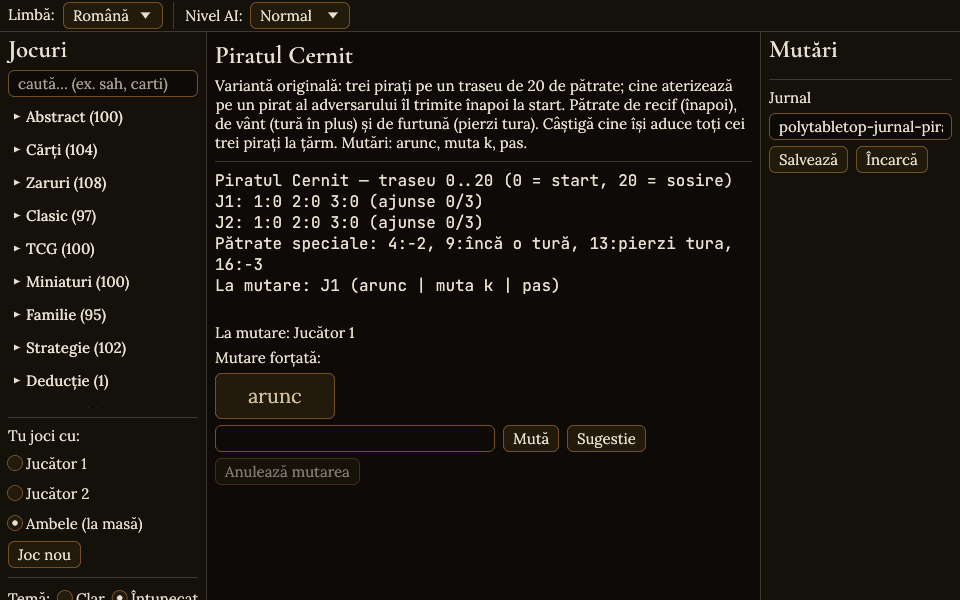 Limbă: Română ▼ Nivel AI: Normal ▼
Jocuri
caută... (ex. sah, carti)
▸ Abstract (100)
▸ Cărți (104)
▸ Zaruri (108)
▸ Clasic (97)
▸ TCG (100)
▸ Miniaturi (100)
▸ Familie (95)
▸ Strategie (102)
▸ Deducție (1)
Tu joci cu:
Jucător 1
Jucător 2
Ambele (la masă)
Joc nou
Temă: Clar Întunecat
Piratul Cernit
Variantă originală: trei pirați pe un traseu de 20 de pătrate; cine aterizează
pe un pirat al adversarului îl trimite înapoi la start. Pătrate de recif (înapoi),
de vânt (tură în plus) și de furtună (pierzi tura). Câștigă cine își aduce toți cei
trei pirați la țărm. Mutări: arunc, muta k, pas.
Piratul Cernit — traseu 0..20 (0 = start, 20 = sosire)
J1: 1:0 2:0 3:0 (ajunse 0/3)
J2: 1:0 2:0 3:0 (ajunse 0/3)
Pătrate speciale: 4:-2, 9:încă o tură, 13:pierzi tura,
16:-3
La mutare: J1 (arunc | muta k | pas)
La mutare: Jucător 1
Mutare forțată:
arunc
Mută Sugestie
Anulează mutarea
Mutări
Jurnal
polytabletop-jurnal-pir
Salvează Încarcă